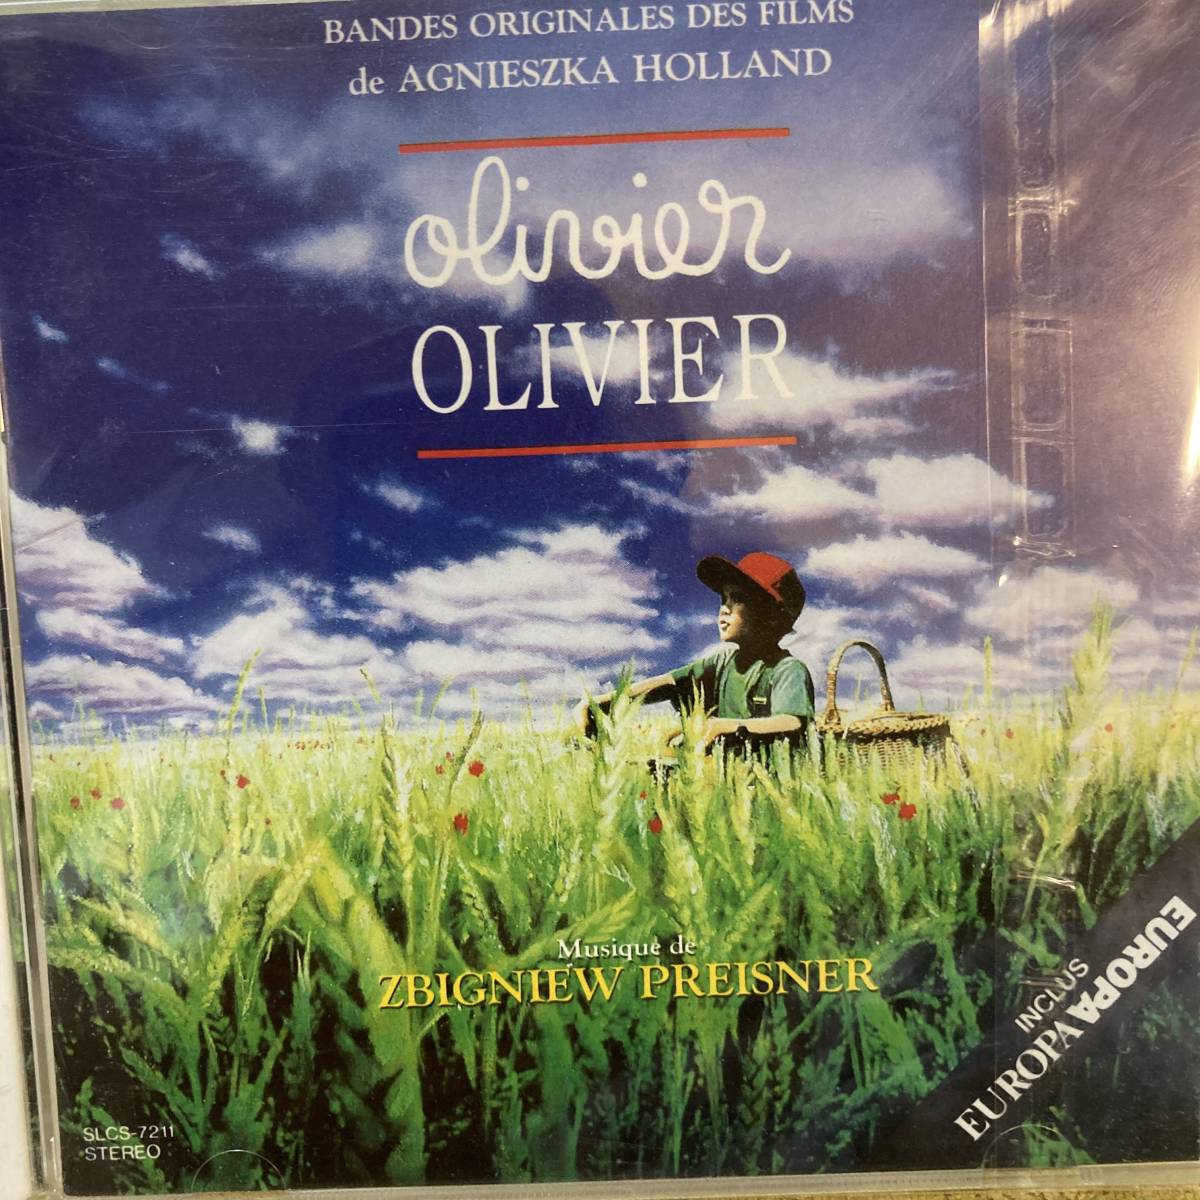 BANDES ORIGINALES DES FILMS
de AGNIESZKA HOLLAND
olivier
OLIVIER
Musique de
ZBIGNIEW PREISNER
INCLUS
EUROPA EUROPA
SLCS-7211
STEREO